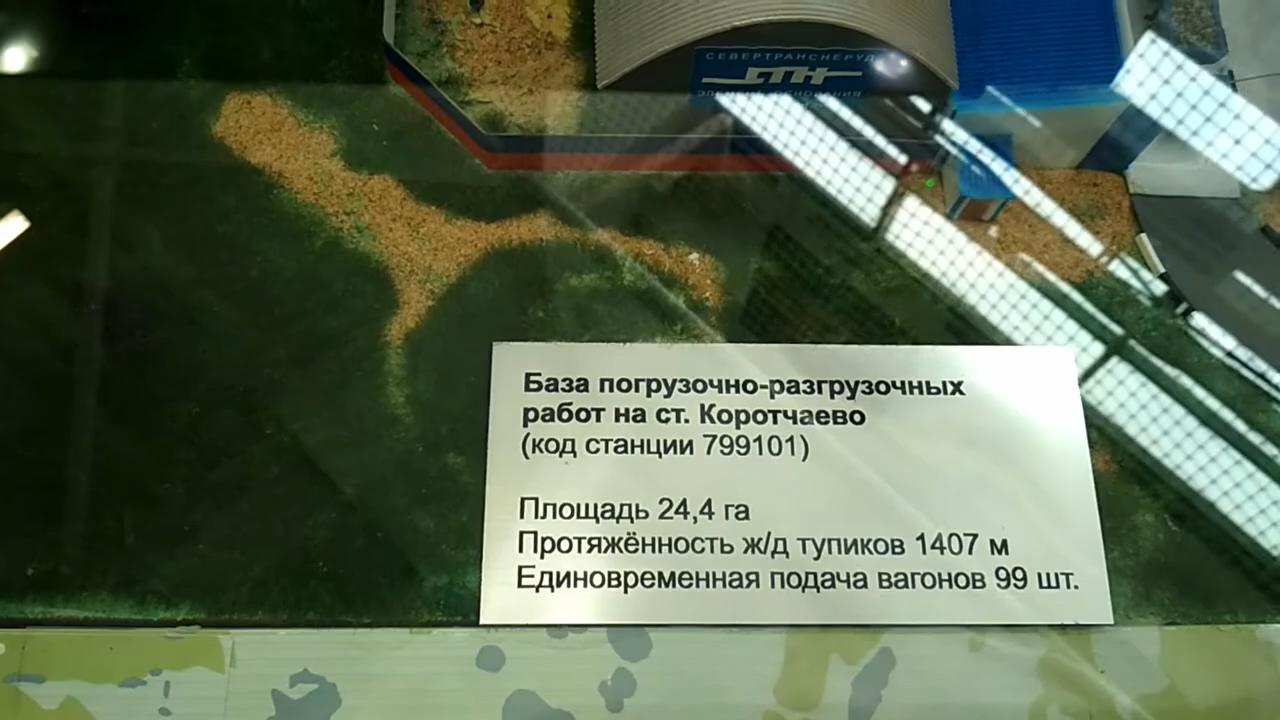 СЕВЕРТРАНСНЕРУД
СТН
База погрузочно-разгрузочных
работ на ст. Коротчаево
(код станции 799101)
Площадь 24,4 га
Протяжённость ж/д тупиков 1407 м
Единовременная подача вагонов 99 шт.